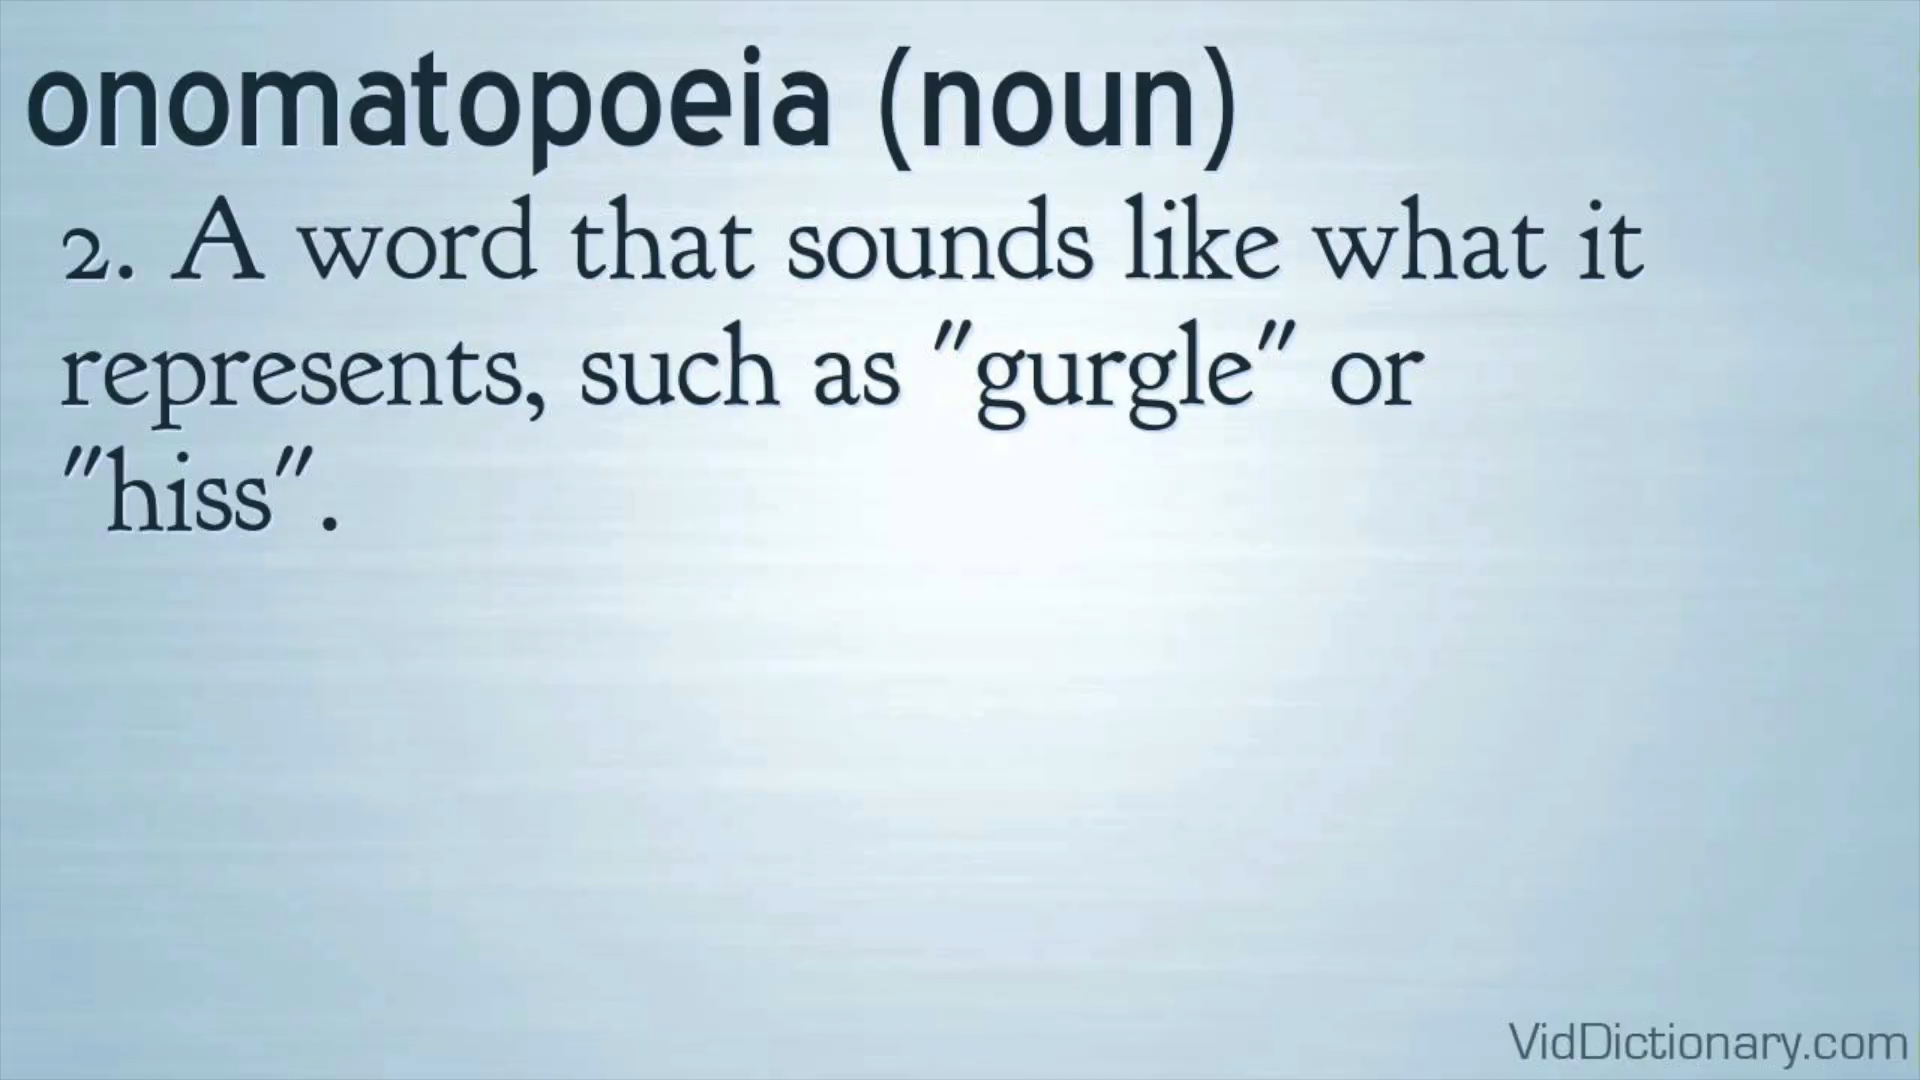 onomatopoeia (noun)
2. A word that sounds like what it
represents, such as "gurgle" or
"hiss".
VidDictionary.com